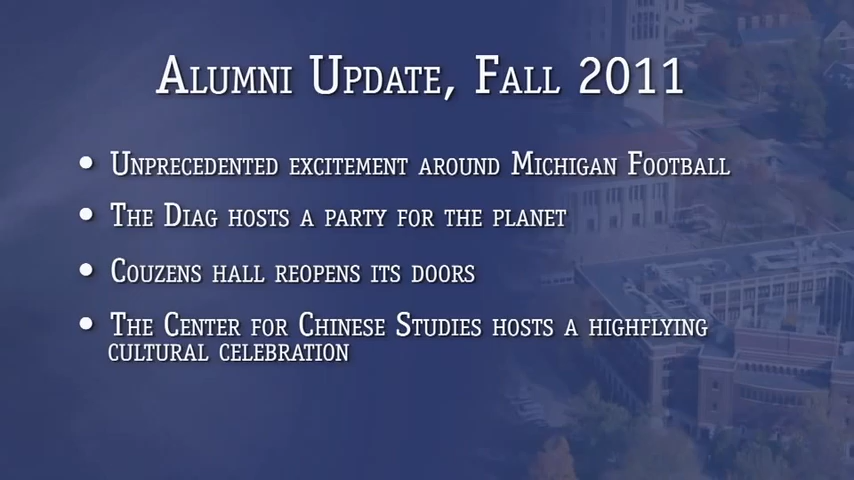 Alumni Update, Fall 2011
• Unprecedented excitement around Michigan Football
• The Diag hosts a party for the planet
• Couzens hall reopens its doors
• The Center for Chinese Studies hosts a highflying
cultural celebration